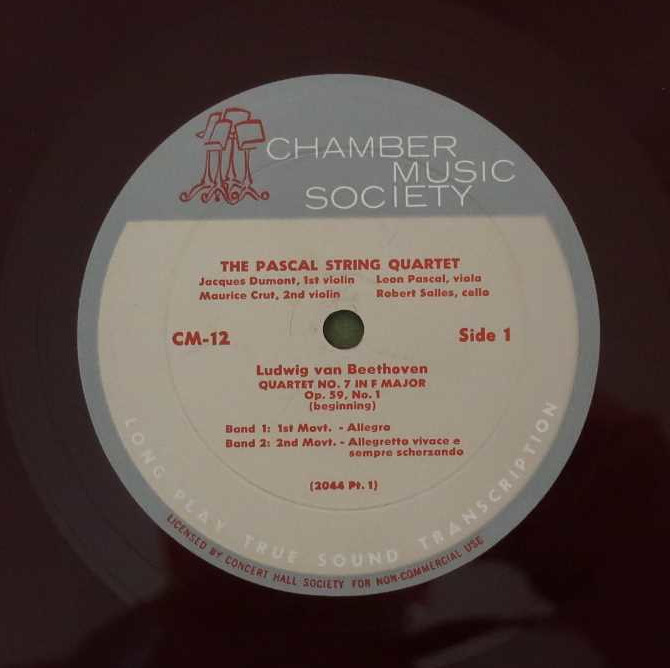 CHAMBER
MUSIC
SOCIETY
THE PASCAL STRING QUARTET
Jacques Dumont, 1st violin Leon Pascal, viola
Maurice Crut, 2nd violin Robert Salles, cello
CM-12 Side 1
Ludwig van Beethoven
QUARTET NO. 7 IN F MAJOR
Op. 59, No. 1
(beginning)
Band 1: 1st Movt. - Allegro
Band 2: 2nd Movt. - Allegretto vivace e
sempre scherzando
(2044 Pt. 1)
LONG PLAY TRUE SOUND TRANSCRIPTION
LICENSED BY CONCERT HALL SOCIETY FOR NON-COMMERCIAL USE